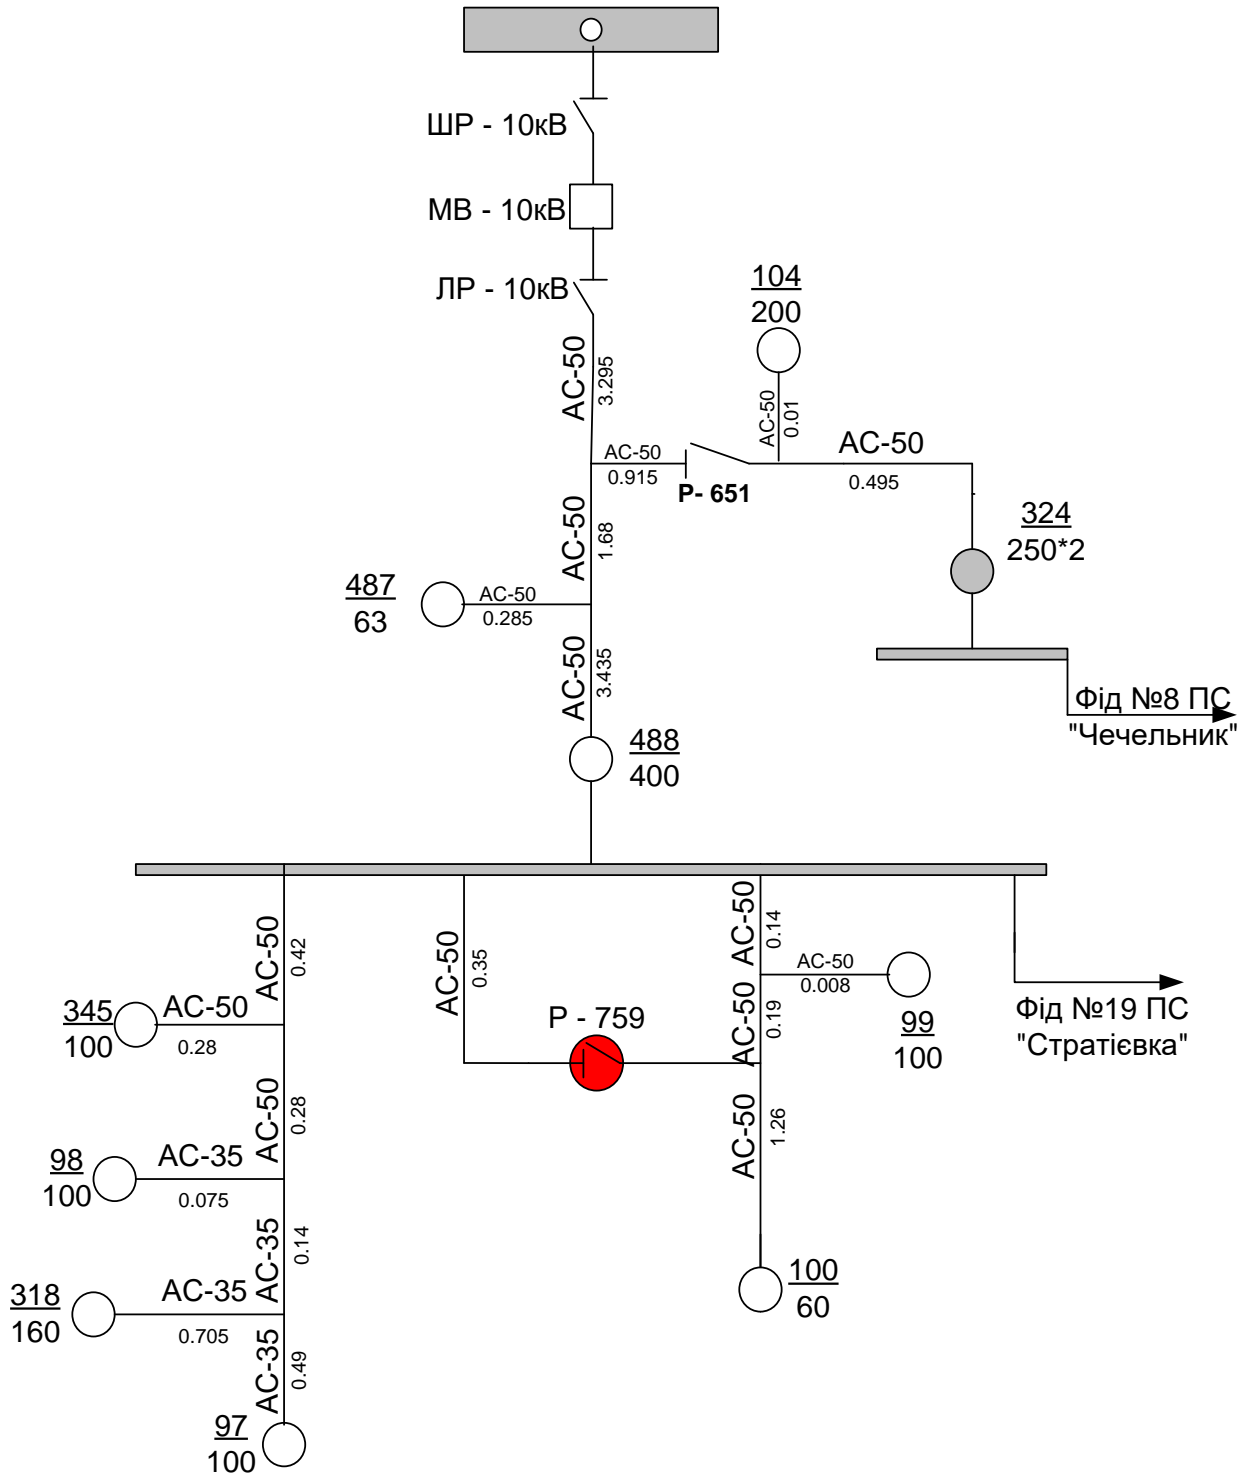 ШР - 10кВ
МВ - 10кВ
ЛР - 10кВ
104
200
АС-50
3.295
АС-50
0.01
АС-50
0.915
Р- 651
АС-50
0.495
324
250*2
АС-50
1.68
487
63
АС-50
0.285
АС-50
3.435
Фід №8 ПС
"Чечельник"
488
400
АС-50
0.42
АС-50
0.35
АС-50
0.14
АС-50
0.008
99
100
Фід №19 ПС
"Стратієвка"
345
100
АС-50
0.28
Р - 759
АС-50
0.19
АС-50
0.28
АС-50
1.26
98
100
АС-35
0.075
АС-35
0.14
100
60
318
160
АС-35
0.705
АС-35
0.49
97
100